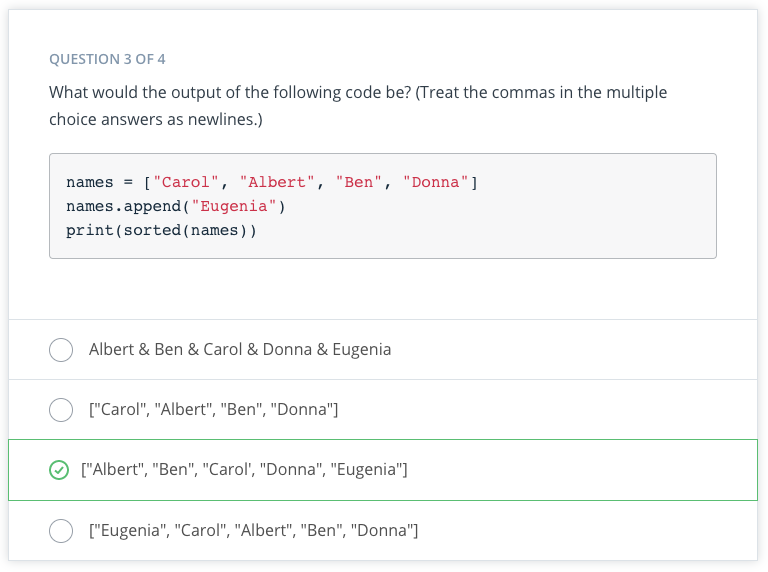 QUESTION 3 OF 4
What would the output of the following code be? (Treat the commas in the multiple
choice answers as newlines.)
names = ["Carol", "Albert", "Ben", "Donna"]
names.append("Eugenia")
print(sorted(names))
Albert & Ben & Carol & Donna & Eugenia
["Carol", "Albert", "Ben", "Donna"]
["Albert", "Ben", "Carol', "Donna", "Eugenia"]
["Eugenia", "Carol", "Albert", "Ben", "Donna"]